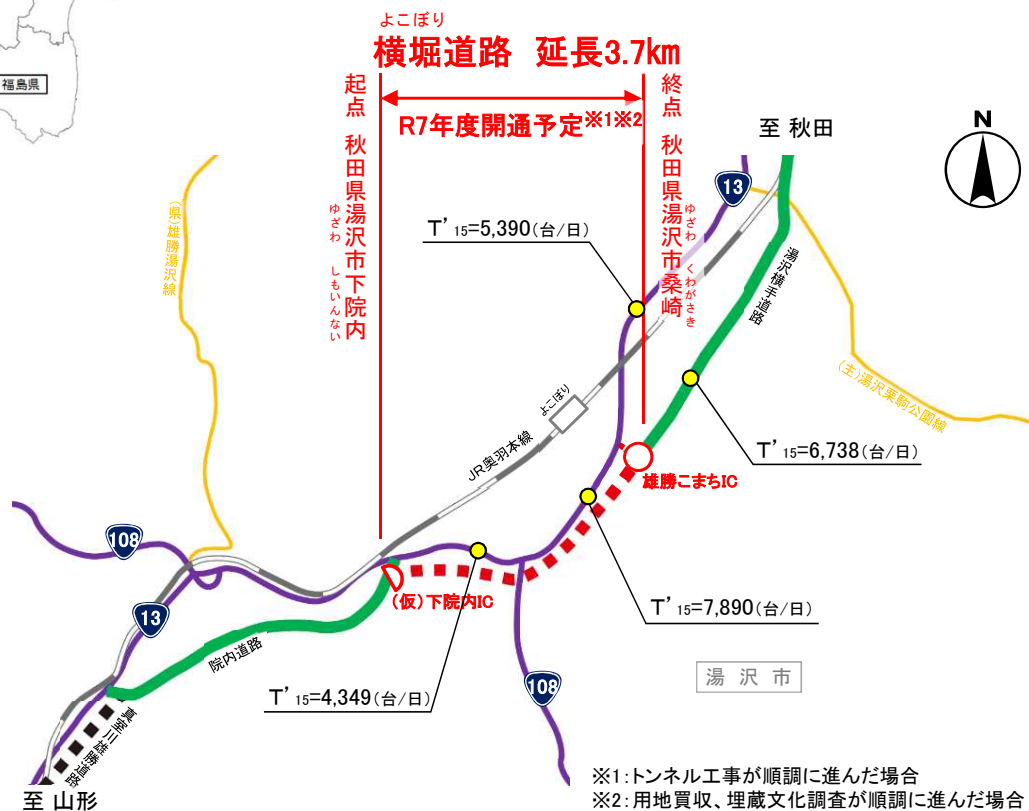 福島県
よこぼり
横堀道路 延長3.7km
起点 秋田県湯沢市下院内
ゆざわ しもいんない
R7年度開通予定※1※2
終点 秋田県湯沢市桑崎
ゆざわ くわがさき
至 秋田
N
13
(県)雄勝湯沢線
T'15=5,390(台/日)
湯沢横手道路
(主)湯沢栗駒公園線
よこぼり
JR奥羽本線
T'15=6,738(台/日)
雄勝こまちIC
108
(仮)下院内IC
13
T'15=7,890(台/日)
院内道路
湯沢市
108
T'15=4,349(台/日)
真室川雄勝道路
至 山形
※1:トンネル工事が順調に進んだ場合
※2:用地買収、埋蔵文化調査が順調に進んだ場合